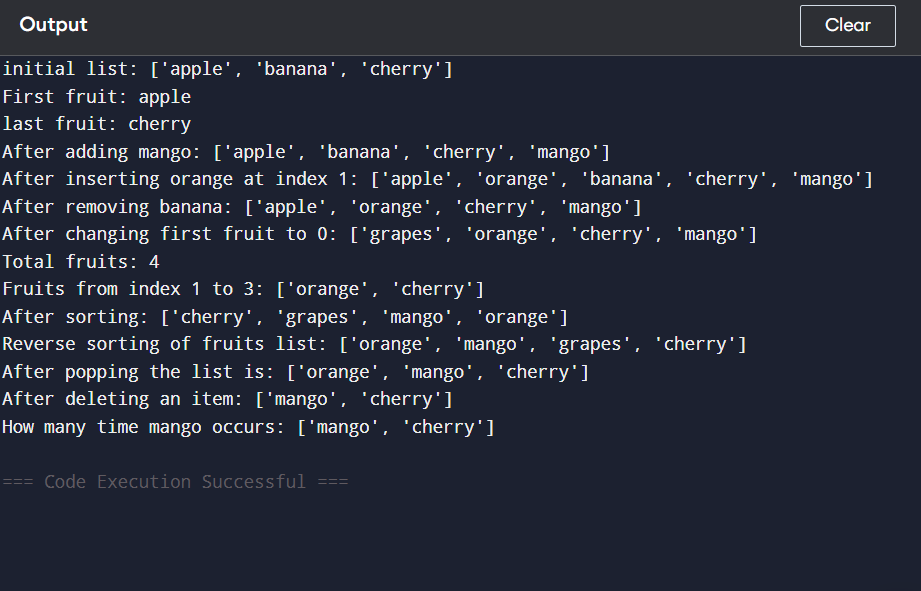 Output
Clear
initial list: ['apple', 'banana', 'cherry']
First fruit: apple
last fruit: cherry
After adding mango: ['apple', 'banana', 'cherry', 'mango']
After inserting orange at index 1: ['apple', 'orange', 'banana', 'cherry', 'mango']
After removing banana: ['apple', 'orange', 'cherry', 'mango']
After changing first fruit to 0: ['grapes', 'orange', 'cherry', 'mango']
Total fruits: 4
Fruits from index 1 to 3: ['orange', 'cherry']
After sorting: ['cherry', 'grapes', 'mango', 'orange']
Reverse sorting of fruits list: ['orange', 'mango', 'grapes', 'cherry']
After popping the list is: ['orange', 'mango', 'cherry']
After deleting an item: ['mango', 'cherry']
How many time mango occurs: ['mango', 'cherry']
=== Code Execution Successful ===